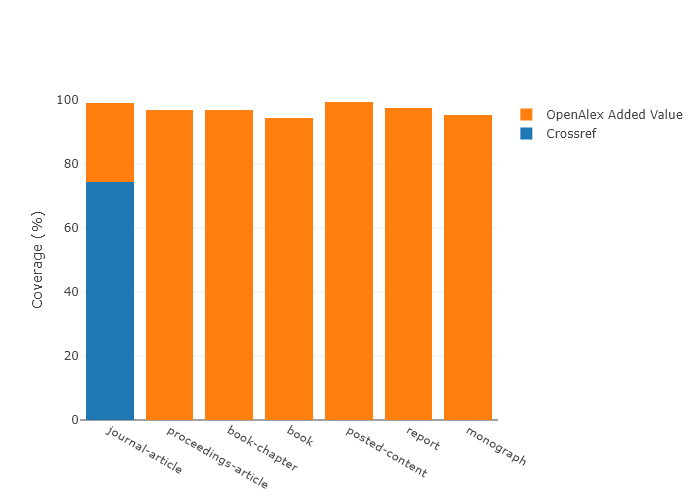 100
80
60
40
20
0
Coverage (%)
journal-article
proceedings-article
book-chapter
book
posted-content
report
monograph
OpenAlex Added Value
Crossref